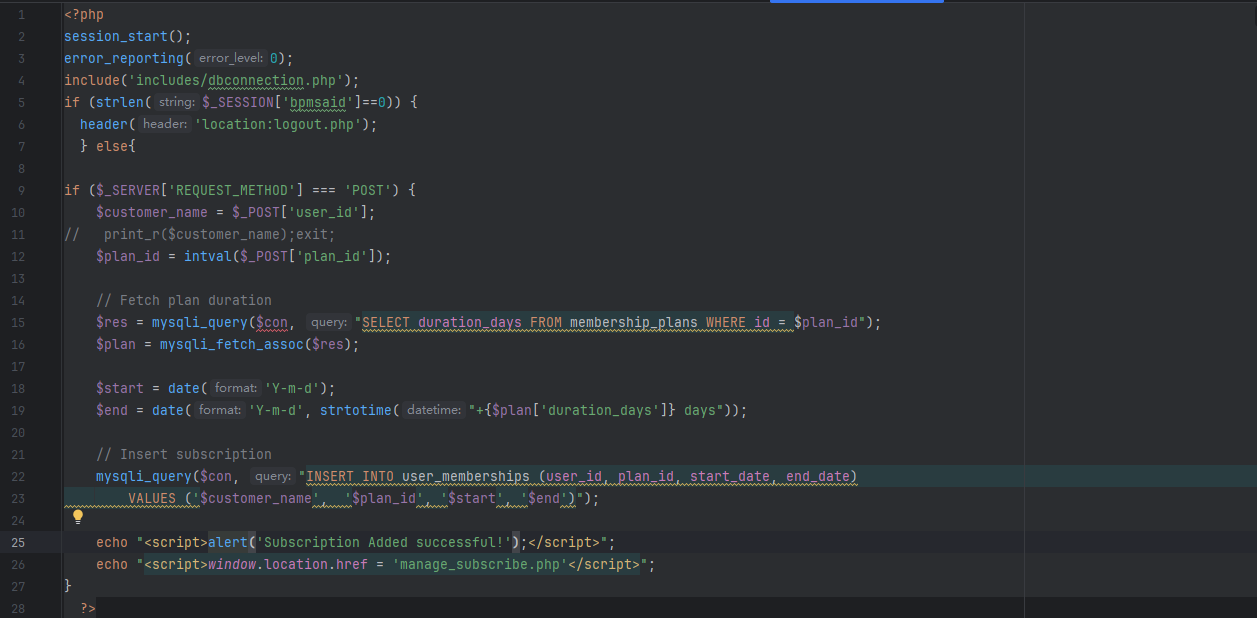 1 <?php
2 session_start();
3 error_reporting( error_level: 0);
4 include('includes/dbconnection.php');
5 if (strlen( string: $_SESSION['bpmsaid']==0)) {
6   header( header: 'location:logout.php');
7   } else{
8
9 if ($_SERVER['REQUEST_METHOD'] === 'POST') {
10     $customer_name = $_POST['user_id'];
11 //   print_r($customer_name);exit;
12     $plan_id = intval($_POST['plan_id']);
13
14     // Fetch plan duration
15     $res = mysqli_query($con, query: "SELECT duration_days FROM membership_plans WHERE id = $plan_id");
16     $plan = mysqli_fetch_assoc($res);
17
18     $start = date( format: 'Y-m-d');
19     $end = date( format: 'Y-m-d', strtotime( datetime: "+{$plan['duration_days']} days"));
20
21     // Insert subscription
22     mysqli_query($con, query: "INSERT INTO user_memberships (user_id, plan_id, start_date, end_date)
23         VALUES ('$customer_name',  '$plan_id', '$start', '$end')");
24
25     echo "<script>alert('Subscription Added successful!');</script>";
26     echo "<script>window.location.href = 'manage_subscribe.php'</script>";
27 }
28   ?>